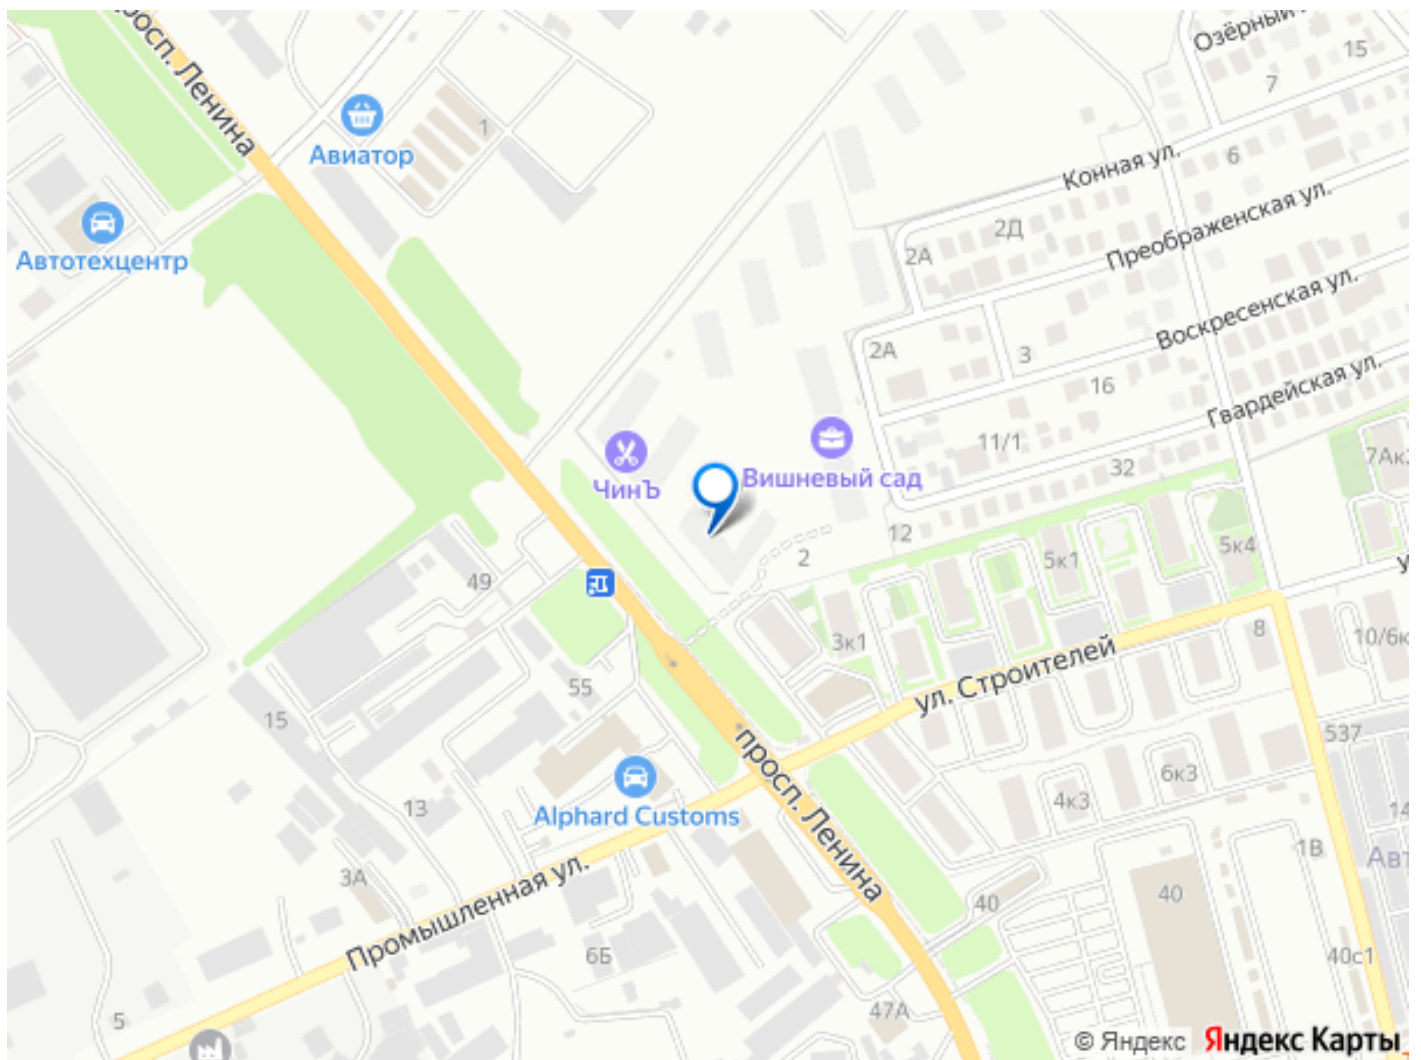 просп. Ленина
Озёрный
15
7
Авиатор
1
Конная ул.
6
Преображенская ул.
2Д
2А
Автотехцентр
Воскресенская ул.
2А
3
16
Гвардейская ул.
11/1
7Ак2
32
ЧинЪ
Вишневый сад
12
5к4
5к1
2
49
3к1
8
10/6к
ул. Строителей
55
15
537
просп. Ленина
6к3
4к3
13
Alphard Customs
14
1В
Авт
3А
Промышленная ул.
40
40
6Б
40с1
47А
5
© Яндекс Яндекс Карты